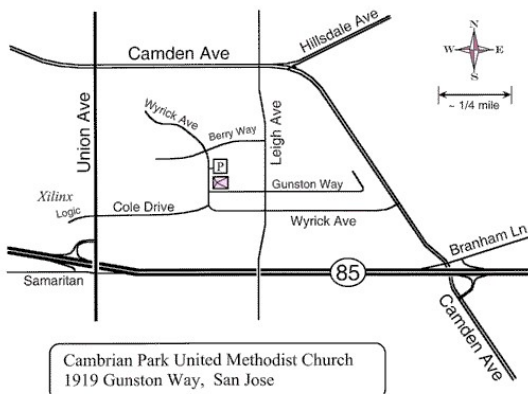 Hillsdale Ave
N
W E
S
Camden Ave
~ 1/4 mile
Wyrick Ave
Berry Way
Leigh Ave
Union Ave
P
Gunston Way
Xilinx
Logic
Cole Drive
Wyrick Ave
Branham Ln
85
Samaritan
Camden Ave
Cambrian Park United Methodist Church
1919 Gunston Way, San Jose